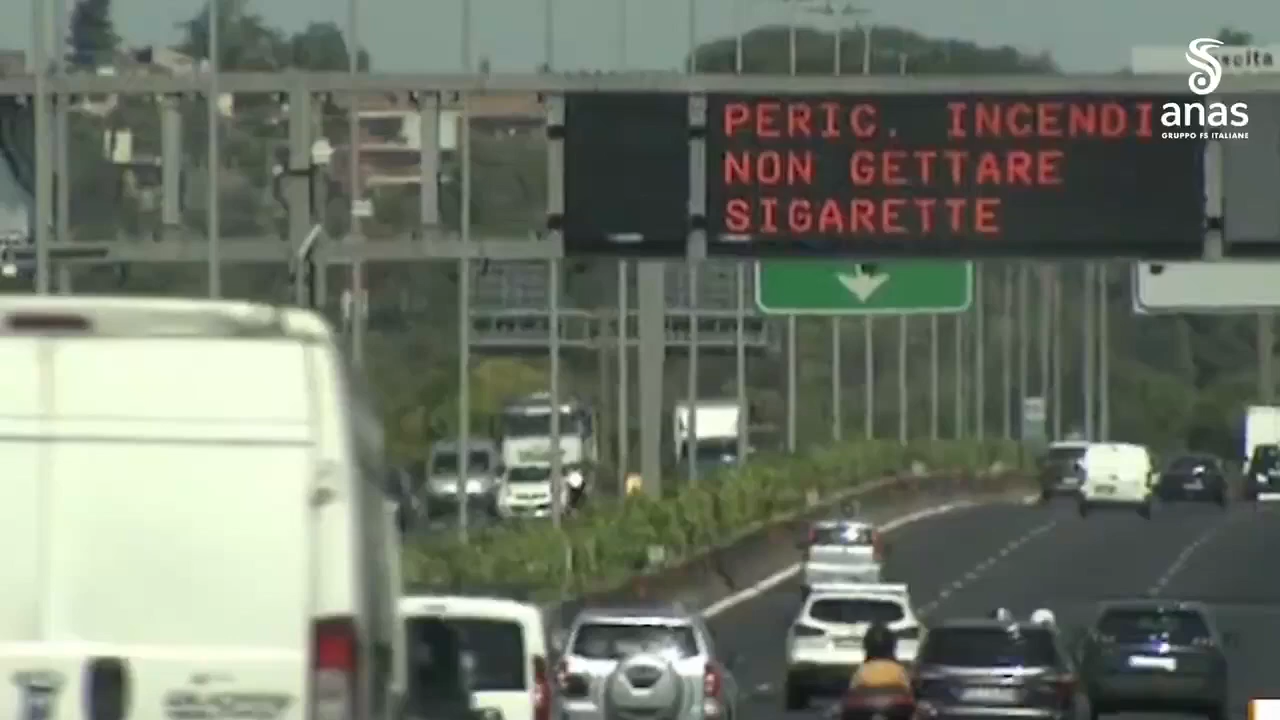 PERIC. INCENDI
NON GETTARE
SIGARETTE
anas
GRUPPO FS ITALIANE